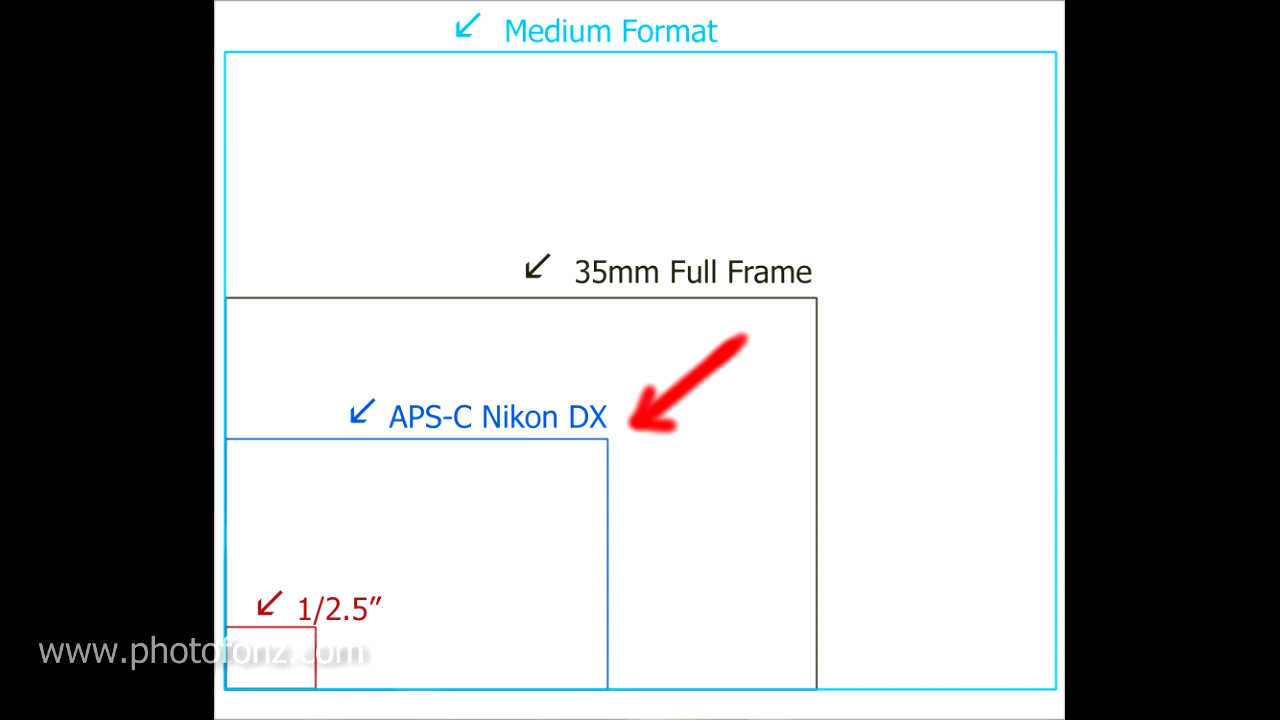 Medium Format
35mm Full Frame
APS-C Nikon DX
1/2.5”
www.photofonz.com